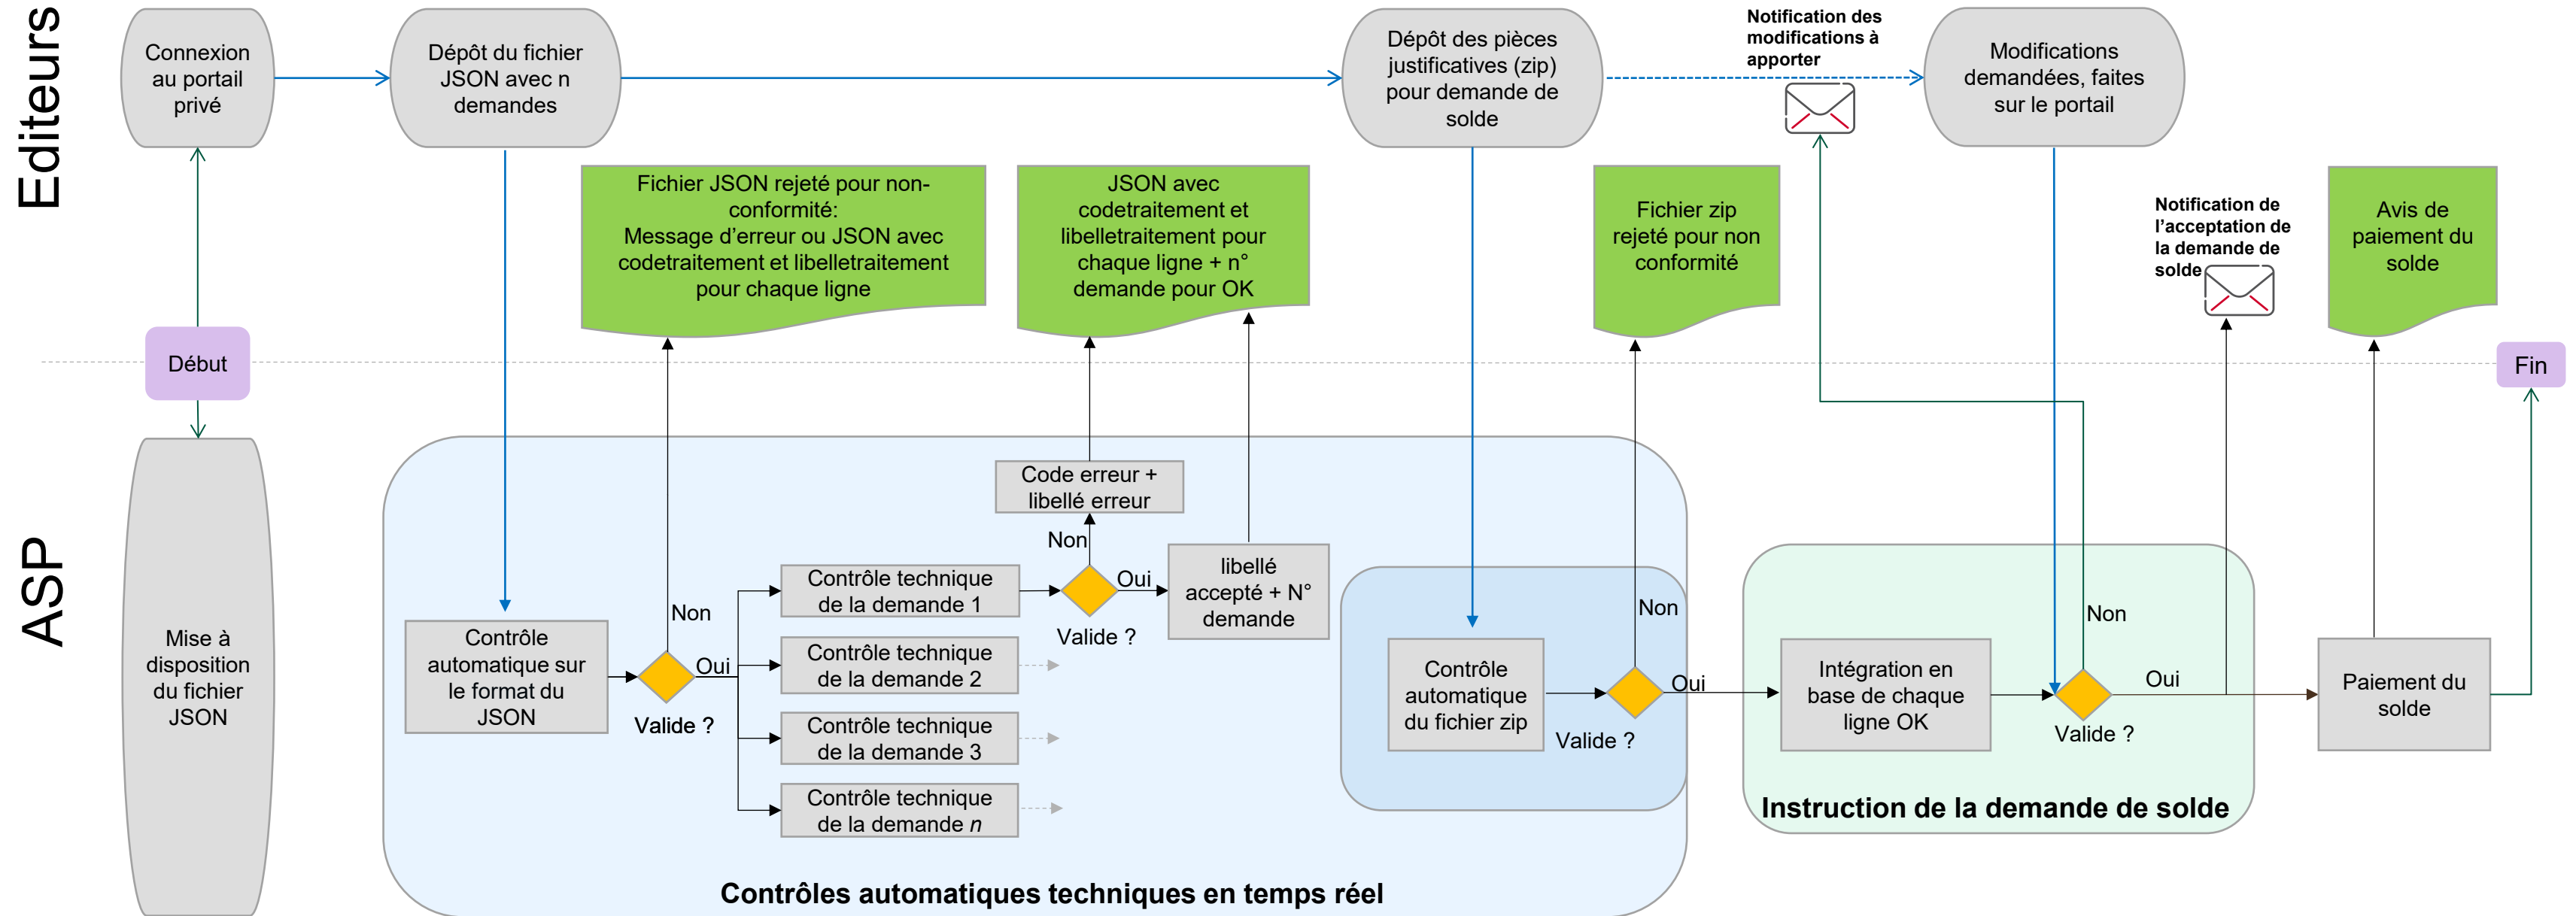 Editeurs
Connexion
au portail
privé
Dépôt du fichier
JSON avec n
demandes
Dépôt des pièces
justificatives (zip)
pour demande de
solde
Notification des
modifications à
apporter
Modifications
demandées, faites
sur le portail
Fichier JSON rejeté pour non-
conformité:
Message d’erreur ou JSON avec
codetraitement et libelletraitement
pour chaque ligne
JSON avec
codetraitement et
libelletraitement pour
chaque ligne + n°
demande pour OK
Fichier zip
rejeté pour non
conformité
Notification de
l’acceptation de
la demande de
solde
Avis de
paiement du
solde
Début
Fin
ASP
Mise à
disposition
du fichier
JSON
Contrôle
automatique sur
le format du
JSON
Non
Oui
Valide ?
Contrôle technique
de la demande 1
Contrôle technique
de la demande 2
Contrôle technique
de la demande 3
Contrôle technique
de la demande n
Code erreur +
libellé erreur
Non
Oui
Valide ?
libellé
accepté + N°
demande
Contrôle
automatique
du fichier zip
Non
Oui
Valide ?
Intégration en
base de chaque
ligne OK
Non
Oui
Valide ?
Paiement du
solde
Instruction de la demande de solde
Contrôles automatiques techniques en temps réel